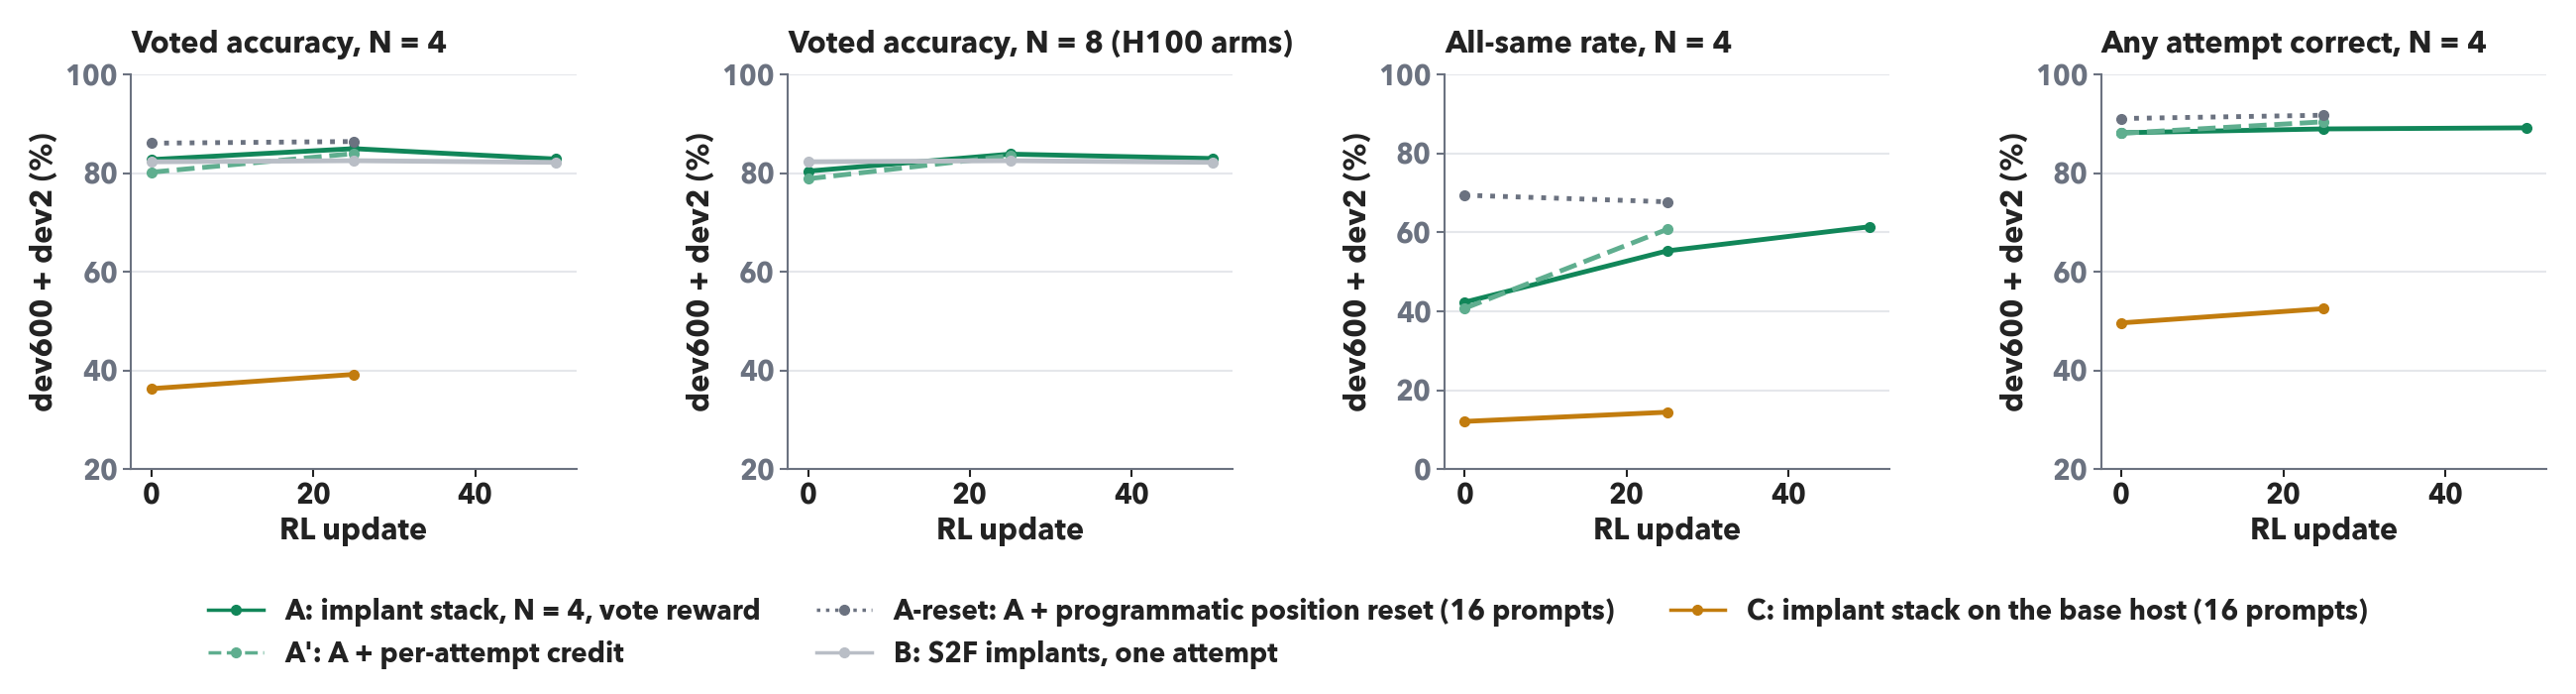 Voted accuracy, N = 4
100
80
60
40
20
0 20 40
RL update
dev600 + dev2 (%)
Voted accuracy, N = 8 (H100 arms)
100
80
60
40
20
0 20 40
RL update
dev600 + dev2 (%)
All-same rate, N = 4
100
80
60
40
20
0
0 20 40
RL update
dev600 + dev2 (%)
Any attempt correct, N = 4
100
80
60
40
20
0 20 40
RL update
dev600 + dev2 (%)
A: implant stack, N = 4, vote reward
A-reset: A + programmatic position reset (16 prompts)
C: implant stack on the base host (16 prompts)
A': A + per-attempt credit
B: S2F implants, one attempt